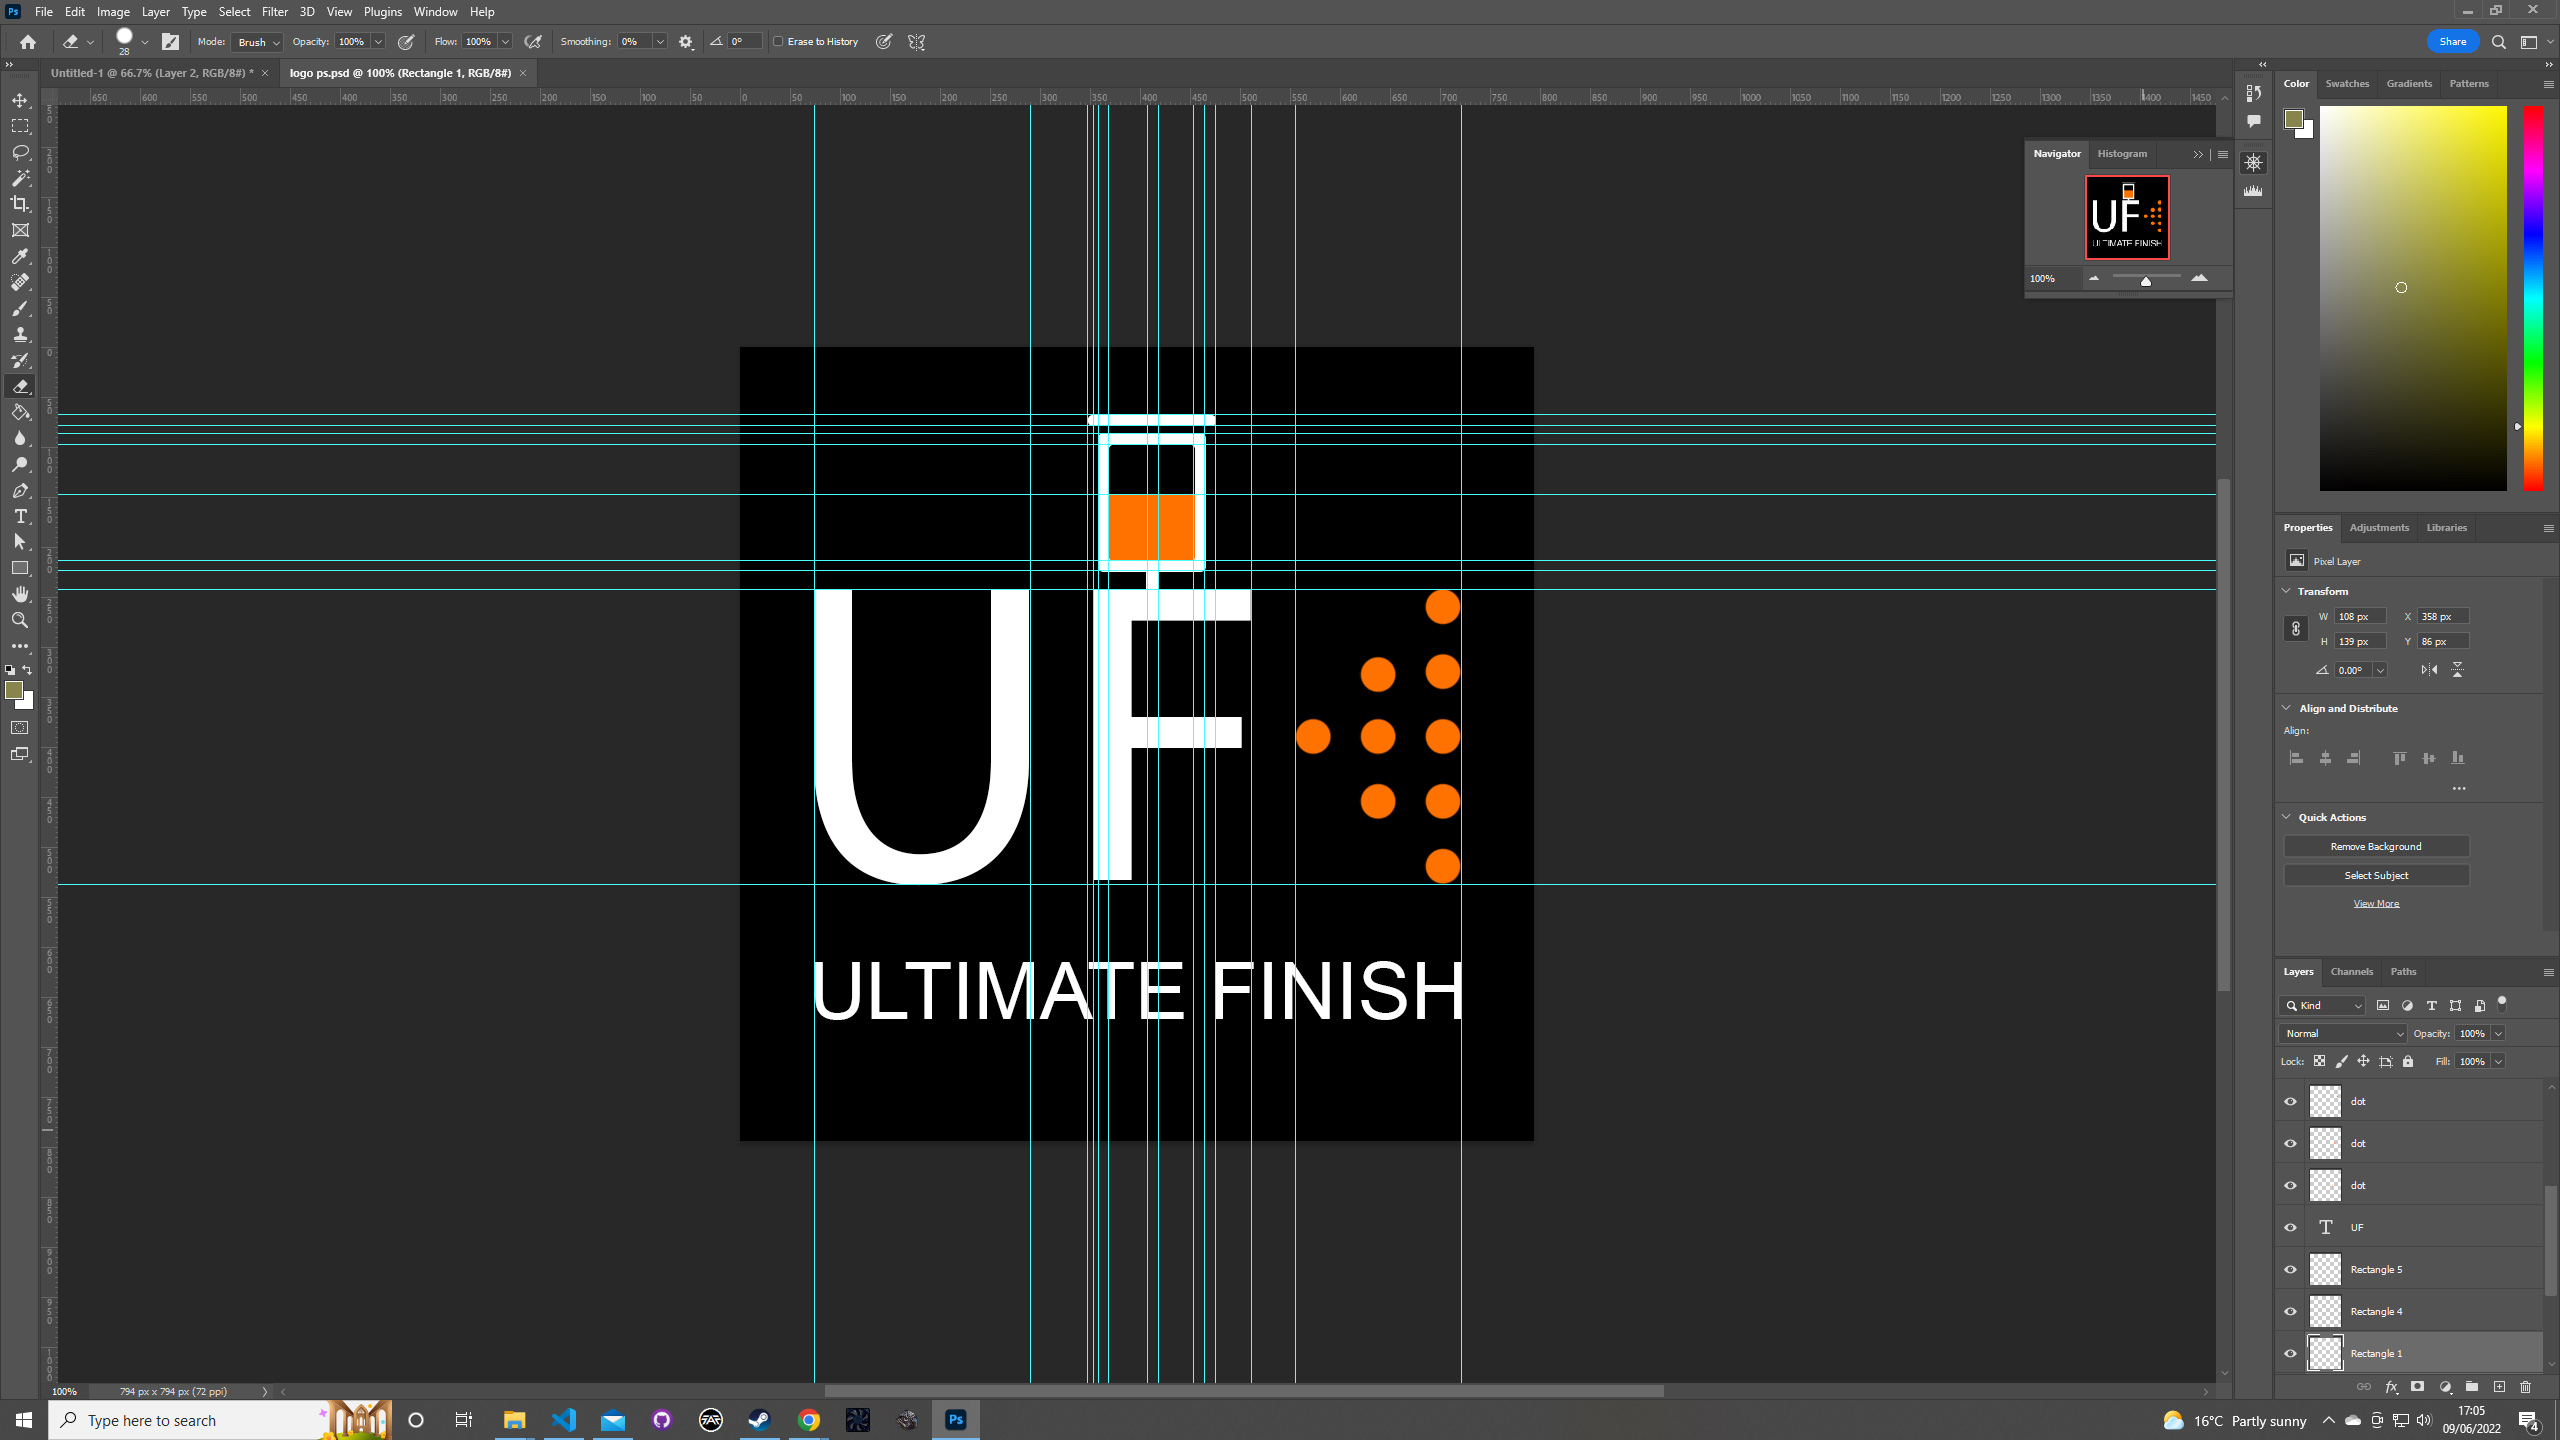 File Edit Image Layer Type Select Filter 3D View Plugins Window Help
28 Mode: Brush Opacity: 100% Flow: 100% Smoothing: 0% 0° Erase to History Share
Untitled-1 @ 66.7% (Layer 2, RGB/8#) * × logo ps.psd @ 100% (Rectangle 1, RGB/8#) ×
650 600 550 500 450 400 350 300 250 200 150 100 50 0 50 100 150 200 250 300 350 400 450 500 550 600 650 700 750 800 850 900 950 1000 1050 1100 1150 1200 1250 1300 1350 1400 1450
Color Swatches Gradients Patterns
Navigator Histogram
UF
ULTIMATE FINISH
100%
UF
ULTIMATE FINISH
Properties Adjustments Libraries
Pixel Layer
Transform
W 108 px X 358 px
H 139 px Y 86 px
0.00°
Align and Distribute
Align:
Quick Actions
Remove Background
Select Subject
View More
Layers Channels Paths
Kind
Normal Opacity: 100%
Lock: Fill: 100%
dot
dot
dot
UF
Rectangle 5
Rectangle 4
Rectangle 1
100% 794 px x 794 px (72 ppi)
Type here to search
Ps
16°C Partly sunny
17:05
09/06/2022
4